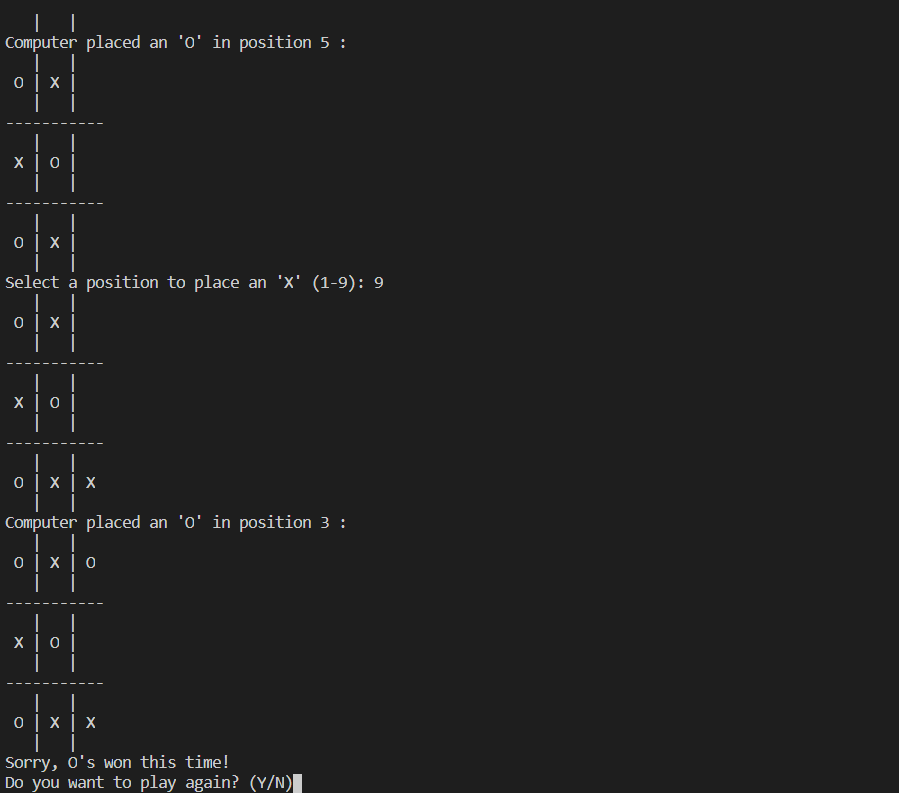 |   |
Computer placed an 'O' in position 5 :
   |   |
 O | X |
   |   |
-----------
   |   |
 X | O |
   |   |
-----------
   |   |
 O | X |
   |   |
Select a position to place an 'X' (1-9): 9
   |   |
 O | X |
   |   |
-----------
   |   |
 X | O |
   |   |
-----------
   |   |
 O | X | X
   |   |
Computer placed an 'O' in position 3 :
   |   |
 O | X | O
   |   |
-----------
   |   |
 X | O |
   |   |
-----------
   |   |
 O | X | X
   |   |
Sorry, O's won this time!
Do you want to play again? (Y/N)